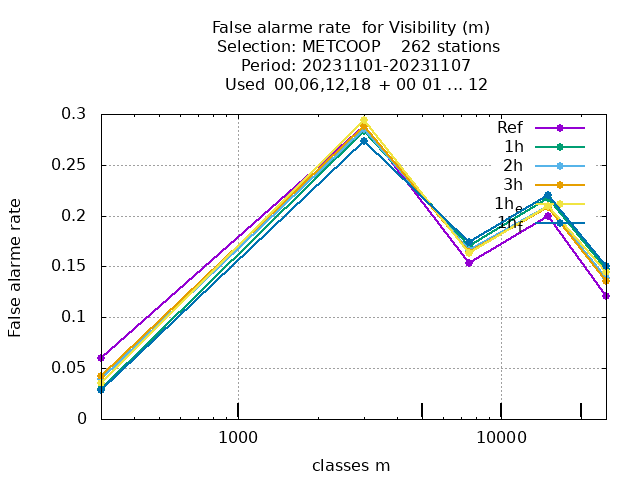 False alarme rate  for Visibility (m)
Selection: METCOOP    262 stations
Period: 20231101-20231107
Used  00,06,12,18 + 00 01 ... 12
0.3
0.25
0.2
0.15
0.1
0.05
0
False alarme rate
Ref
1h
2h
3h
1h_e
1h_f
1000
10000
classes m